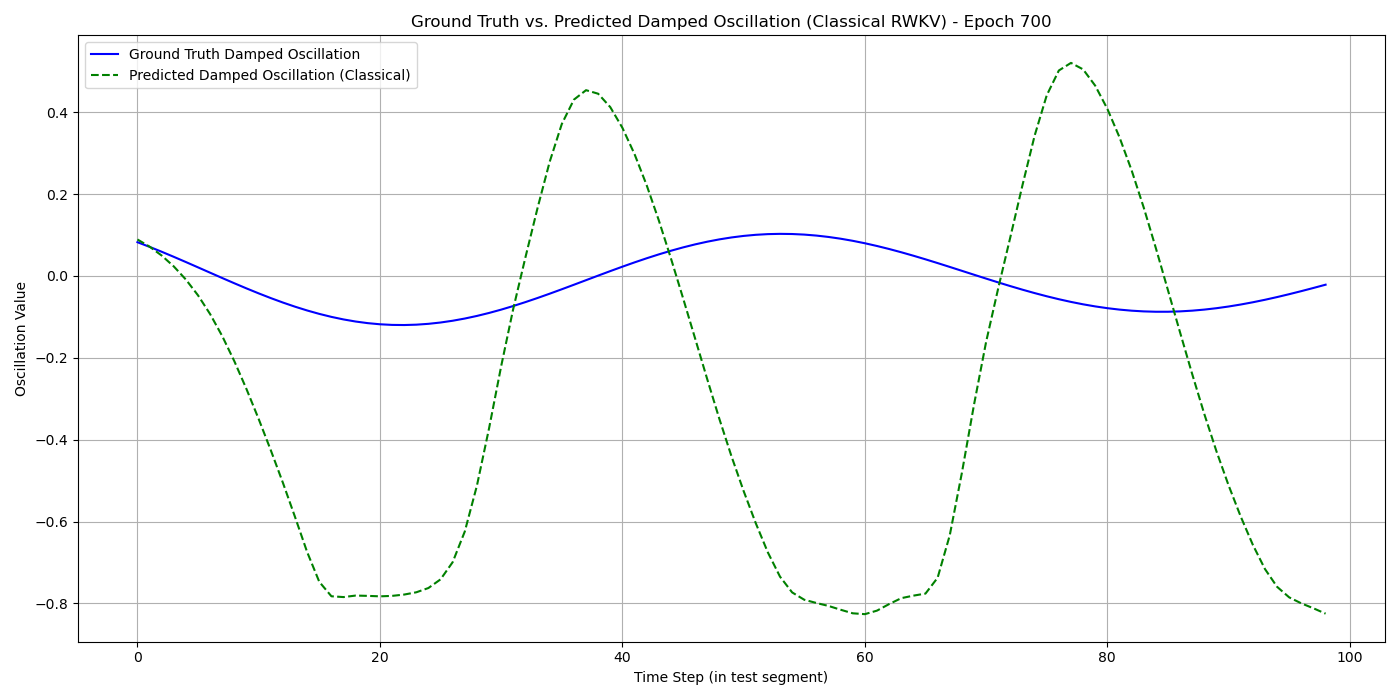 Ground Truth vs. Predicted Damped Oscillation (Classical RWKV) - Epoch 700
Ground Truth Damped Oscillation
Predicted Damped Oscillation (Classical)
Oscillation Value
0.4
0.2
0.0
−0.2
−0.4
−0.6
−0.8
0 20 40 60 80 100
Time Step (in test segment)